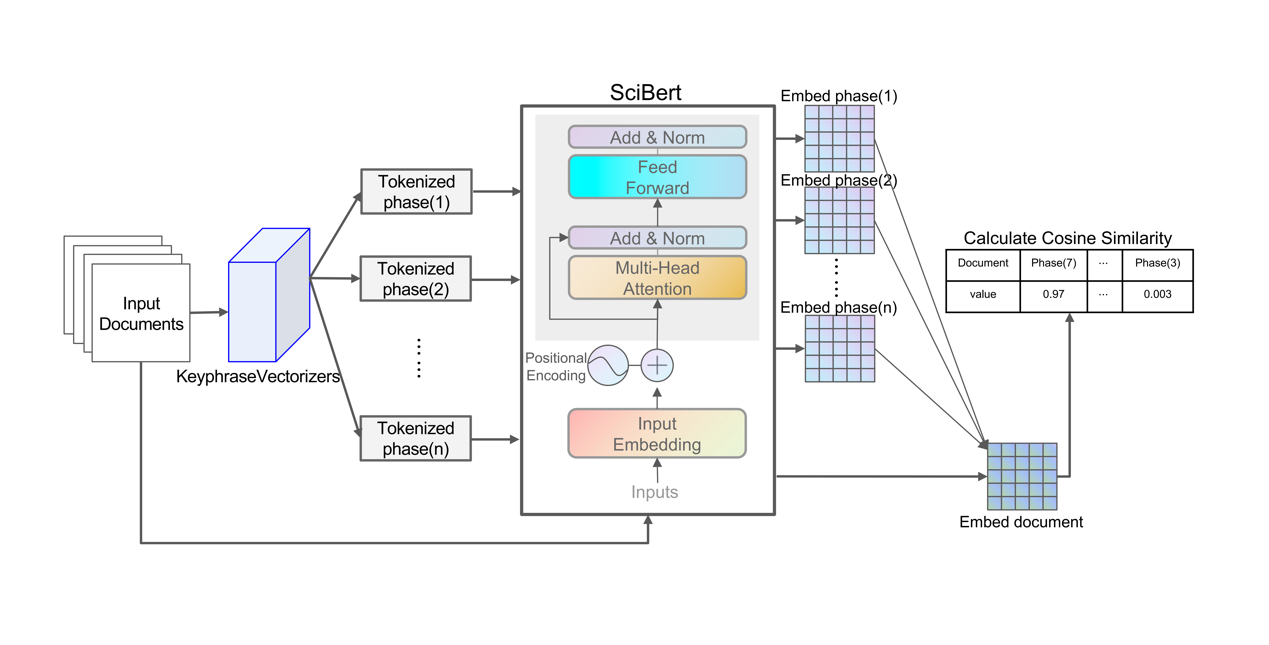 SciBert
Input
Documents
KeyphraseVectorizers
Tokenized
phase(1)
Tokenized
phase(2)
Tokenized
phase(n)
Add & Norm
Feed
Forward
Add & Norm
Multi-Head
Attention
Positional
Encoding
Input
Embedding
Inputs
Embed phase(1)
Embed phase(2)
Embed phase(n)
Embed document
Calculate Cosine Similarity
Document Phase(7) ... Phase(3)
value 0.97 ... 0.003